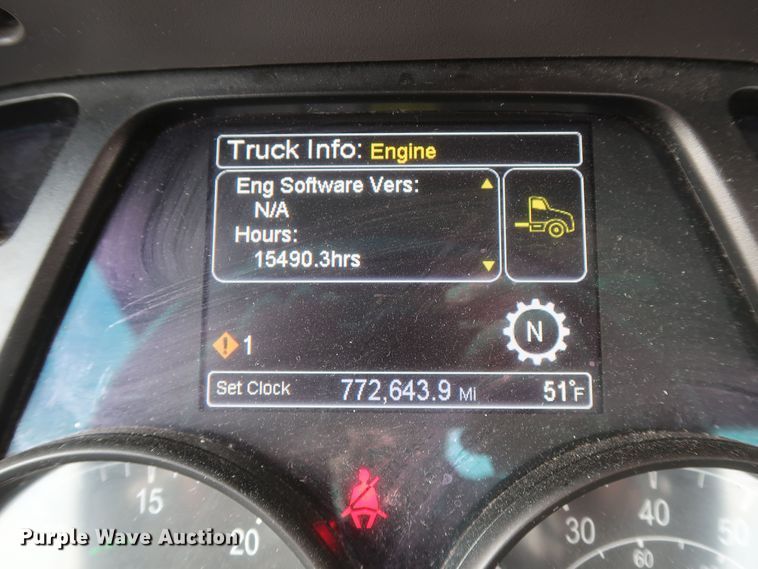 Truck Info: Engine
Eng Software Vers:
N/A
Hours:
15490.3hrs
1
N
Set Clock 772,643.9 Mi 51°F
15
20
30
40
50
60
Purple Wave Auction